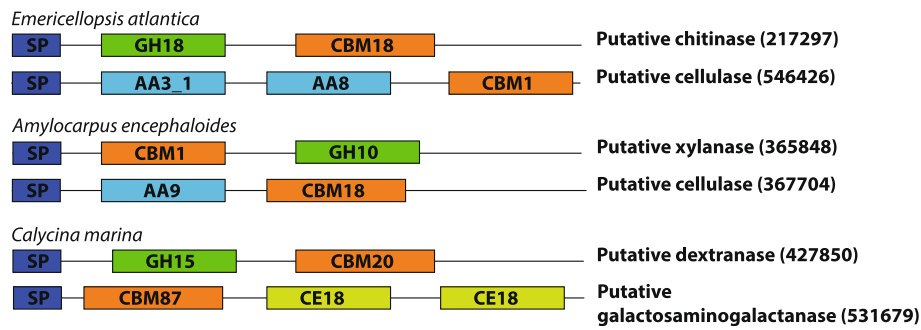 Emericellopsis atlantica
SP GH18 CBM18 Putative chitinase (217297)
SP AA3_1 AA8 CBM1 Putative cellulase (546426)
Amylocarpus encephaloides
SP CBM1 GH10 Putative xylanase (365848)
SP AA9 CBM18 Putative cellulase (367704)
Calycina marina
SP GH15 CBM20 Putative dextranase (427850)
SP CBM87 CE18 CE18 Putative
galactosaminogalactanase (531679)